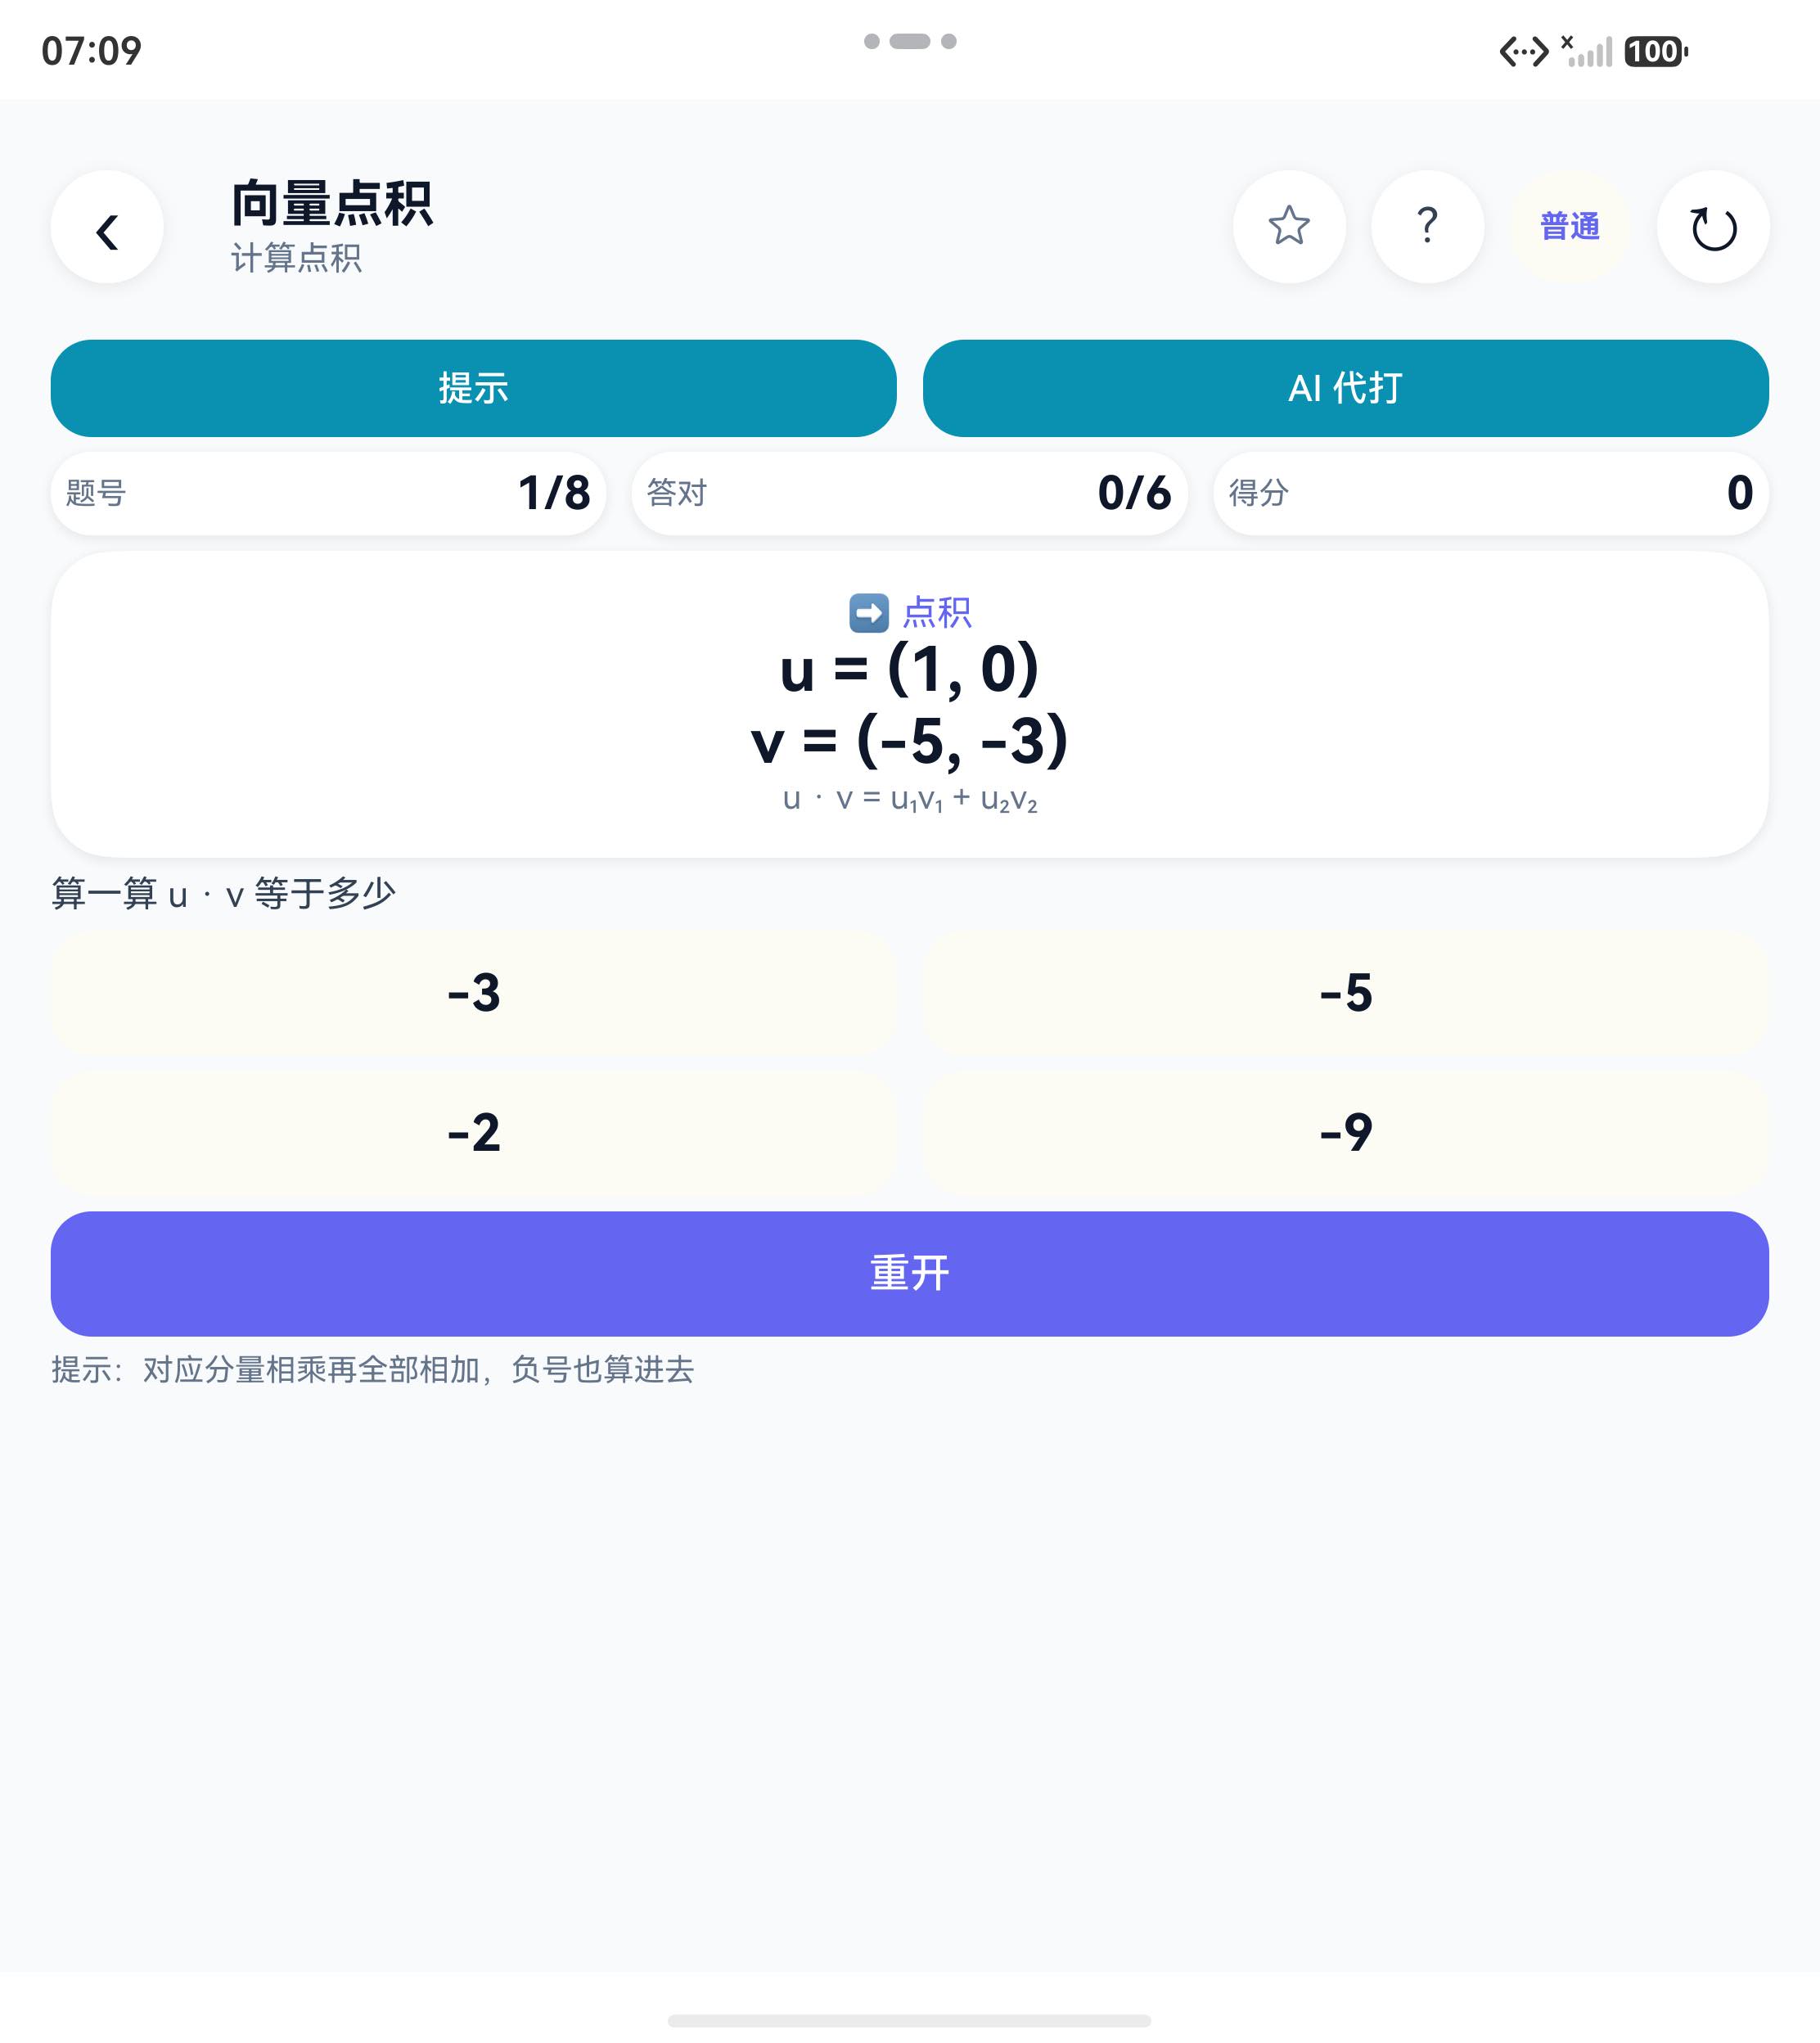 07:09
100
向量点积
计算点积
?
普通
提示
AI 代打
题号 1/8
答对 0/6
得分 0
点积
u = (1, 0)
v = (-5, -3)
u · v = u₁v₁ + u₂v₂
算一算 u · v 等于多少
-3
-5
-2
-9
重开
提示：对应分量相乘再全部相加，负号也算进去